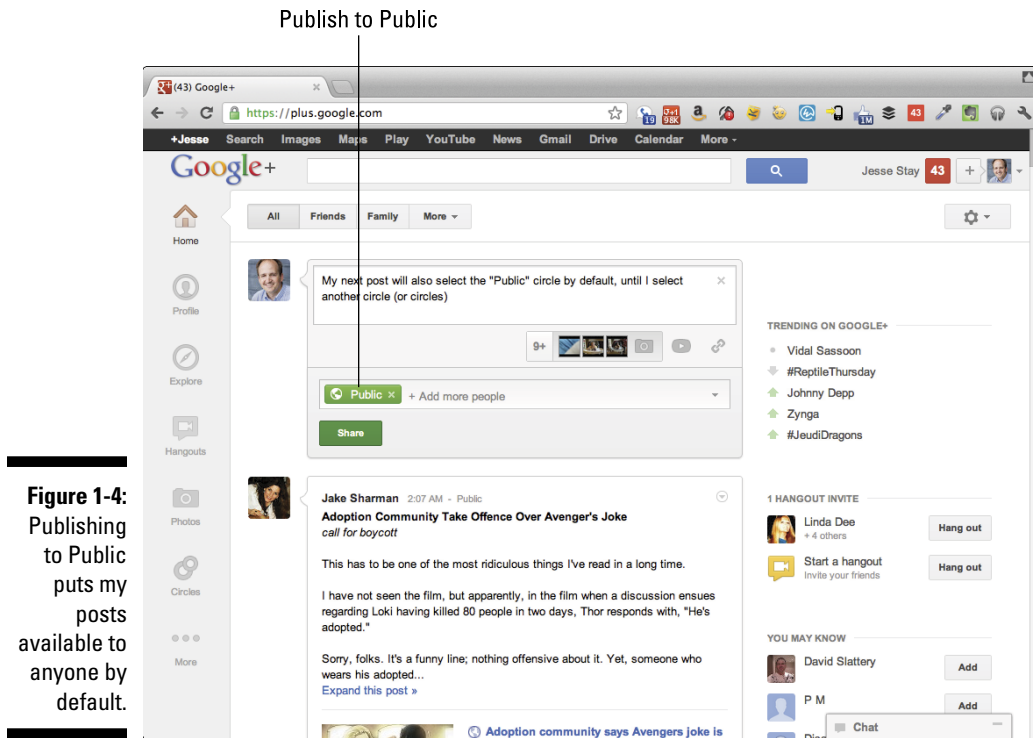 Publish to Public
(43) Google+
https://plus.google.com
19
98K
1M
43
+Jesse Search Images Maps Play YouTube News Gmail Drive Calendar More
Google+
Jesse Stay 43 +
All Friends Family More
Home
My next post will also select the "Public" circle by default, until I select
another circle (or circles)
Profile
9+
TRENDING ON GOOGLE+
Vidal Sassoon
#ReptileThursday
Johnny Depp
Zynga
#JeudiDragons
Explore
Public × + Add more people
Share
Hangouts
Figure 1-4:
Publishing
to Public
puts my
posts
available to
anyone by
default.
Photos
Circles
More
Jake Sharman 2:07 AM - Public
Adoption Community Take Offence Over Avenger's Joke
call for boycott
This has to be one of the most ridiculous things I've read in a long time.
I have not seen the film, but apparently, in the film when a discussion ensues
regarding Loki having killed 80 people in two days, Thor responds with, "He's
adopted."
Sorry, folks. It's a funny line; nothing offensive about it. Yet, someone who
wears his adopted...
Expand this post »
Adoption community says Avengers joke is
1 HANGOUT INVITE
Linda Dee
+ 4 others
Hang out
Start a hangout
Invite your friends
Hang out
YOU MAY KNOW
David Slattery
Add
P M
Add
Chat